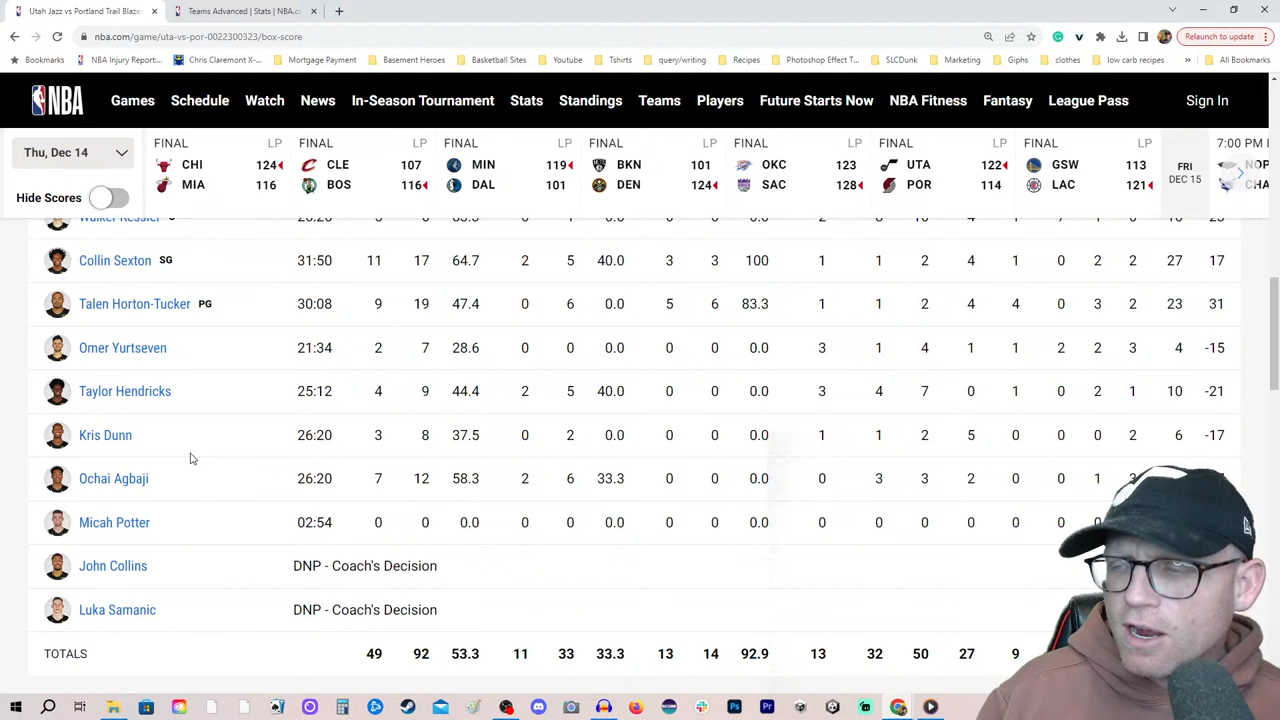 Utah Jazz vs Portland Trail Blaze
Teams Advanced | Stats | NBA.c
nba.com/game/uta-vs-por-0022300323/box-score
Relaunch to update
Bookmarks NBA Injury Report: Chris Claremont X-... Mortgage Payment Basement Heroes Basketball Sites Youtube Tshirts query/writing Recipes Photoshop Effect T... SLCDunk Marketing Giphs clothes low carb recipes » All Bookmarks
NBA Games Schedule Watch News In-Season Tournament Stats Standings Teams Players Future Starts Now NBA Fitness Fantasy League Pass Sign In
Thu, Dec 14
Hide Scores
FINAL LP
CHI 124
MIA 116
FINAL LP
CLE 107
BOS 116
FINAL LP
MIN 119
DAL 101
FINAL LP
BKN 101
DEN 124
FINAL LP
OKC 123
SAC 128
FINAL LP
UTA 122
POR 114
FINAL LP
GSW 113
LAC 121
FRI
DEC 15
7:00 PM
NOP
CHA
Walker Kessler
Collin Sexton SG 31:50 11 17 64.7 2 5 40.0 3 3 100 1 1 2 4 1 0 2 2 27 17
Talen Horton-Tucker PG 30:08 9 19 47.4 0 6 0.0 5 6 83.3 1 1 2 4 4 0 3 2 23 31
Omer Yurtseven 21:34 2 7 28.6 0 0 0.0 0 0 0.0 3 1 4 1 1 2 2 3 4 -15
Taylor Hendricks 25:12 4 9 44.4 2 5 40.0 0 0 0.0 3 4 7 0 1 0 2 1 10 -21
Kris Dunn 26:20 3 8 37.5 0 2 0.0 0 0 0.0 1 1 2 5 0 0 0 2 6 -17
Ochai Agbaji 26:20 7 12 58.3 2 6 33.3 0 0 0.0 0 3 3 2 0 0 1
Micah Potter 02:54 0 0 0.0 0 0 0.0 0 0 0.0 0 0 0 0 0 0 0
John Collins DNP - Coach's Decision
Luka Samanic DNP - Coach's Decision
TOTALS 49 92 53.3 11 33 33.3 13 14 92.9 13 32 50 27 9